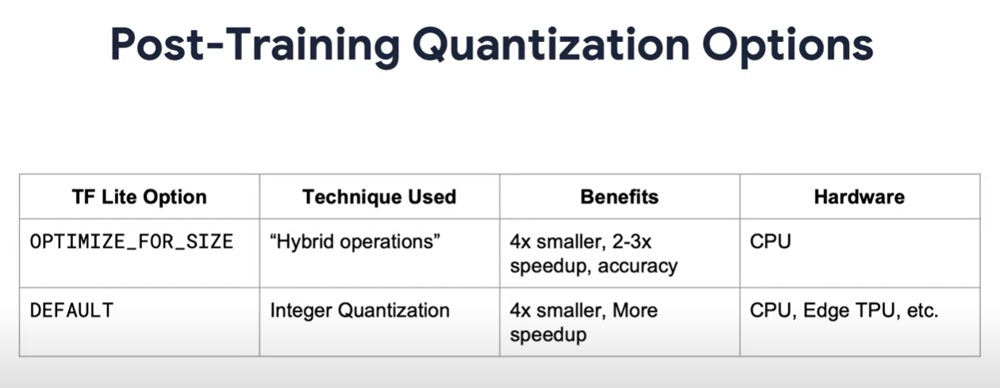 Post-Training Quantization Options
TF Lite Option
Technique Used
Benefits
Hardware
OPTIMIZE_FOR_SIZE
“Hybrid operations”
4x smaller, 2-3x
speedup, accuracy
CPU
DEFAULT
Integer Quantization
4x smaller, More
speedup
CPU, Edge TPU, etc.